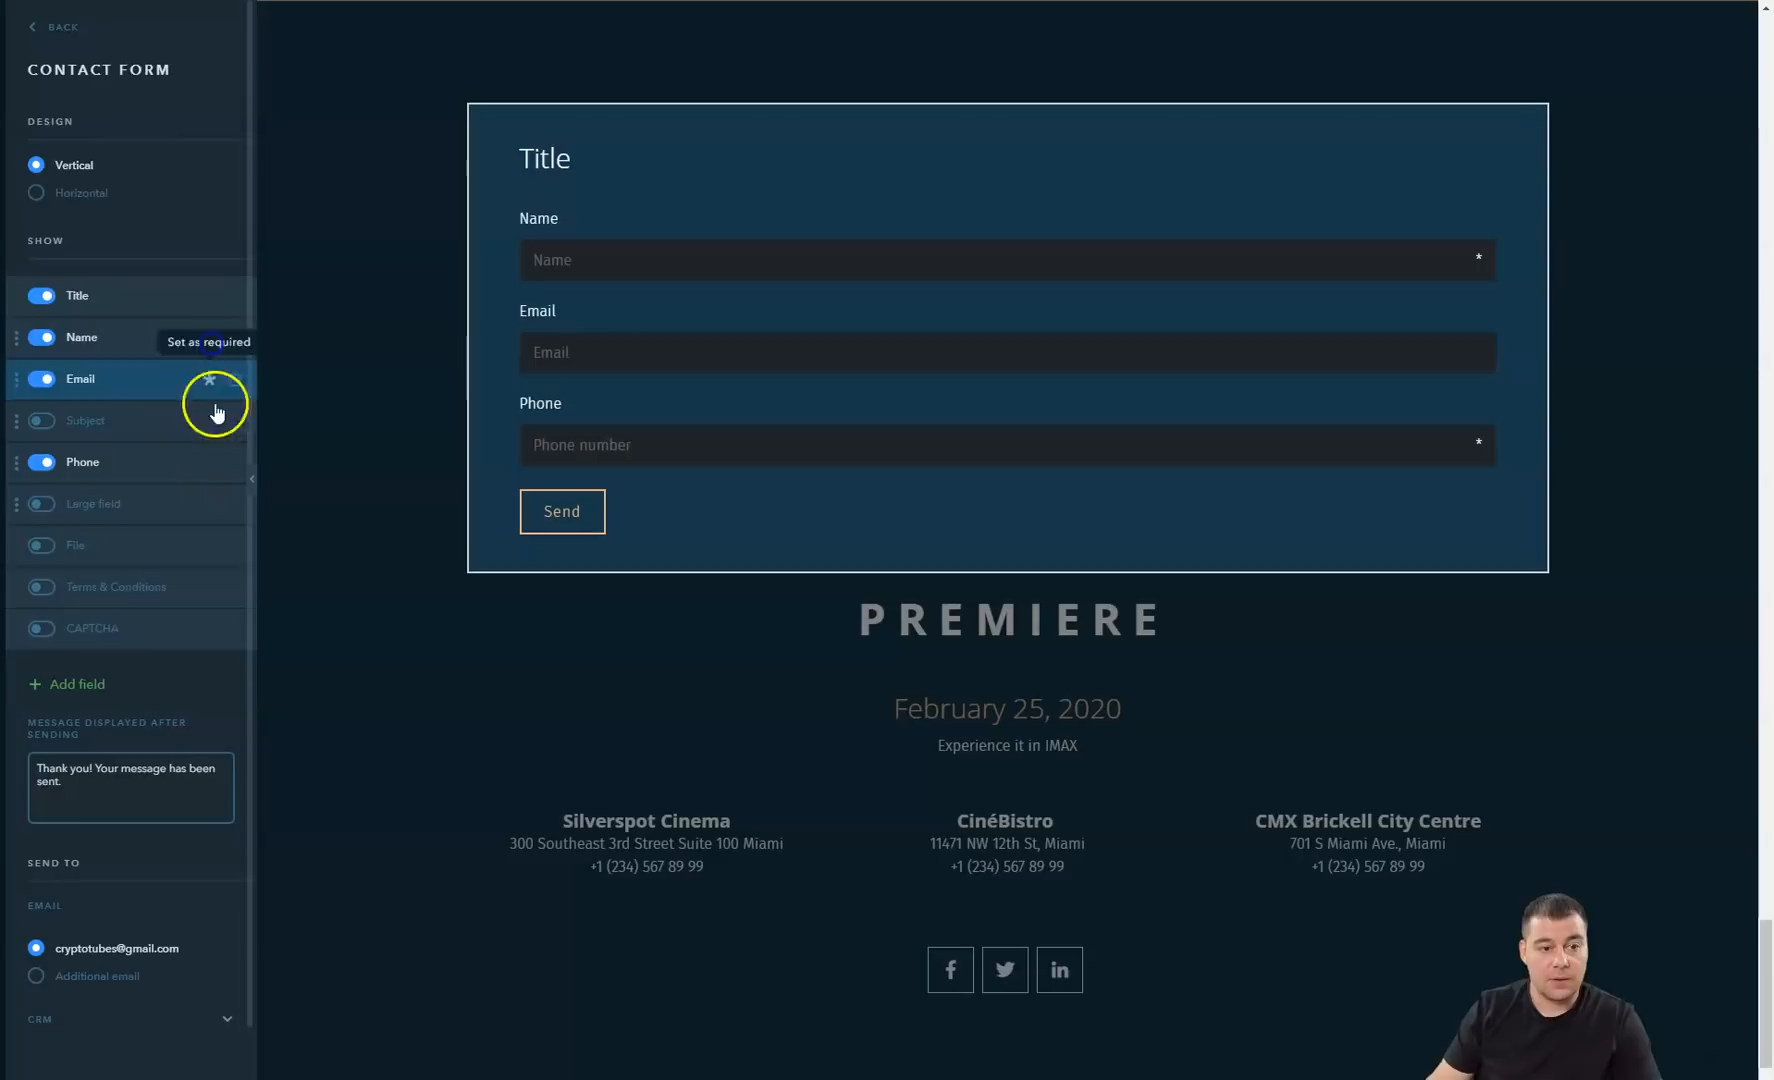 BACK
CONTACT FORM
DESIGN
Vertical
Horizontal
SHOW
Title
Name
Set as required
Email
Subject
Phone
Large field
File
Terms & Conditions
CAPTCHA
+ Add field
MESSAGE DISPLAYED AFTER
SENDING
Thank you! Your message has been
sent.
SEND TO
EMAIL
cryptotubes@gmail.com
Additional email
CRM
Title
Name
Name *
Email
Email
Phone
Phone number *
Send
PREMIERE
February 25, 2020
Experience it in IMAX
Silverspot Cinema
300 Southeast 3rd Street Suite 100 Miami
+1 (234) 567 89 99
CinéBistro
11471 NW 12th St, Miami
+1 (234) 567 89 99
CMX Brickell City Centre
701 S Miami Ave., Miami
+1 (234) 567 89 99